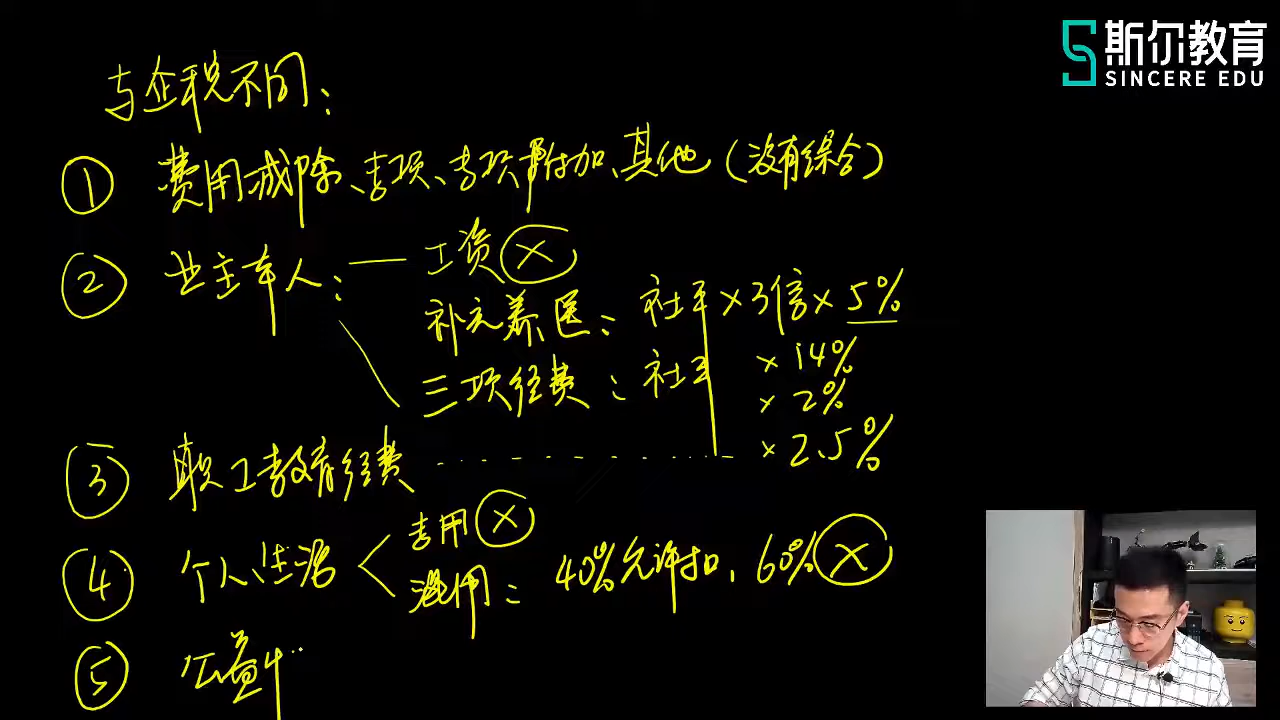 斯尔教育
SINCERE EDU
与企税不同：
① 费用减除、专项、专项附加、其他（没有综合）
② 业主本人： 工资 ×
补充养、医： 社平×3倍×5%
三项经费： 社平 ×14%
×2%
③ 职工教育经费 ×2.5%
④ 个人、生活 专用 ×
混用： 40%允许扣，60% ×
⑤ 公益